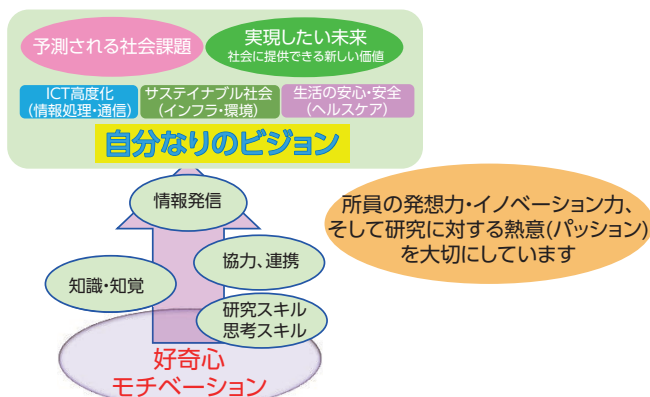 予測される社会課題
実現したい未来
社会に提供できる新しい価値
ICT高度化
(情報処理・通信)
サステイナブル社会
(インフラ・環境)
生活の安心・安全
(ヘルスケア)
自分なりのビジョン
情報発信
協力、連携
知識・知覚
研究スキル
思考スキル
好奇心
モチベーション
所員の発想力・イノベーション力、
そして研究に対する熱意(パッション)
を大切にしています